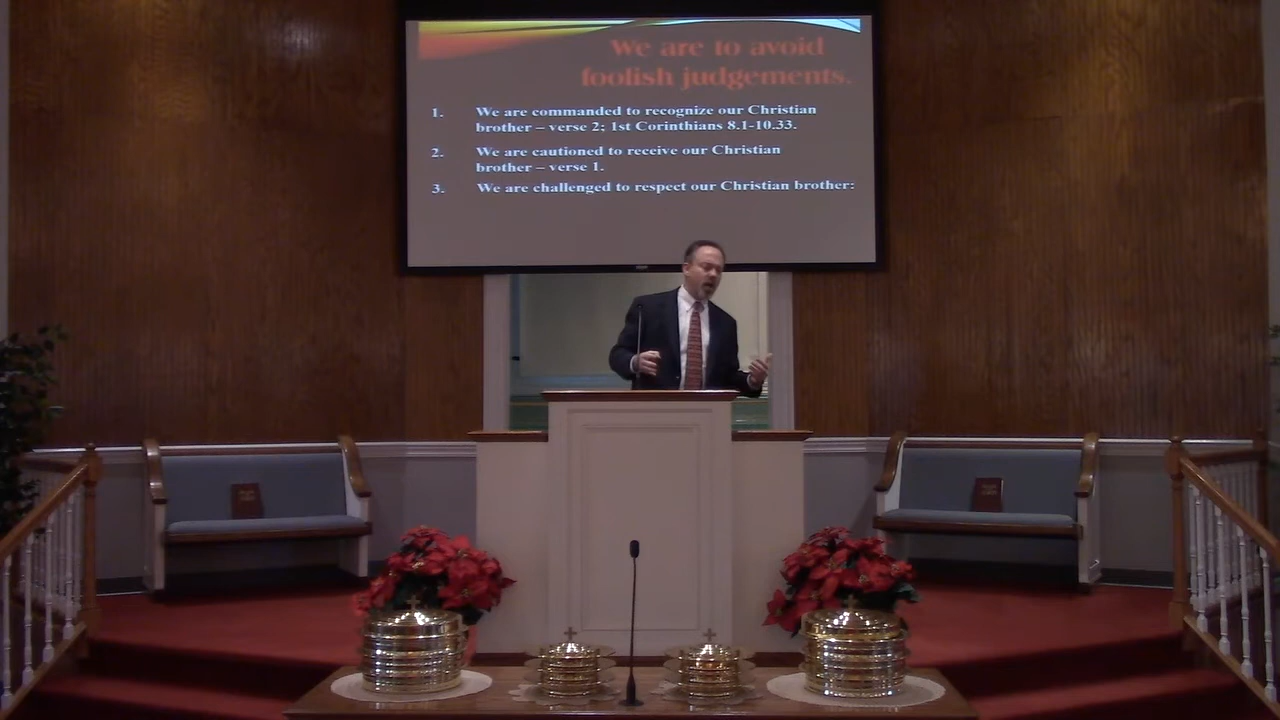 We are to avoid
foolish judgements.
1. We are commanded to recognize our Christian
brother – verse 2; 1st Corinthians 8.1-10.33.
2. We are cautioned to receive our Christian
brother – verse 1.
3. We are challenged to respect our Christian brother: